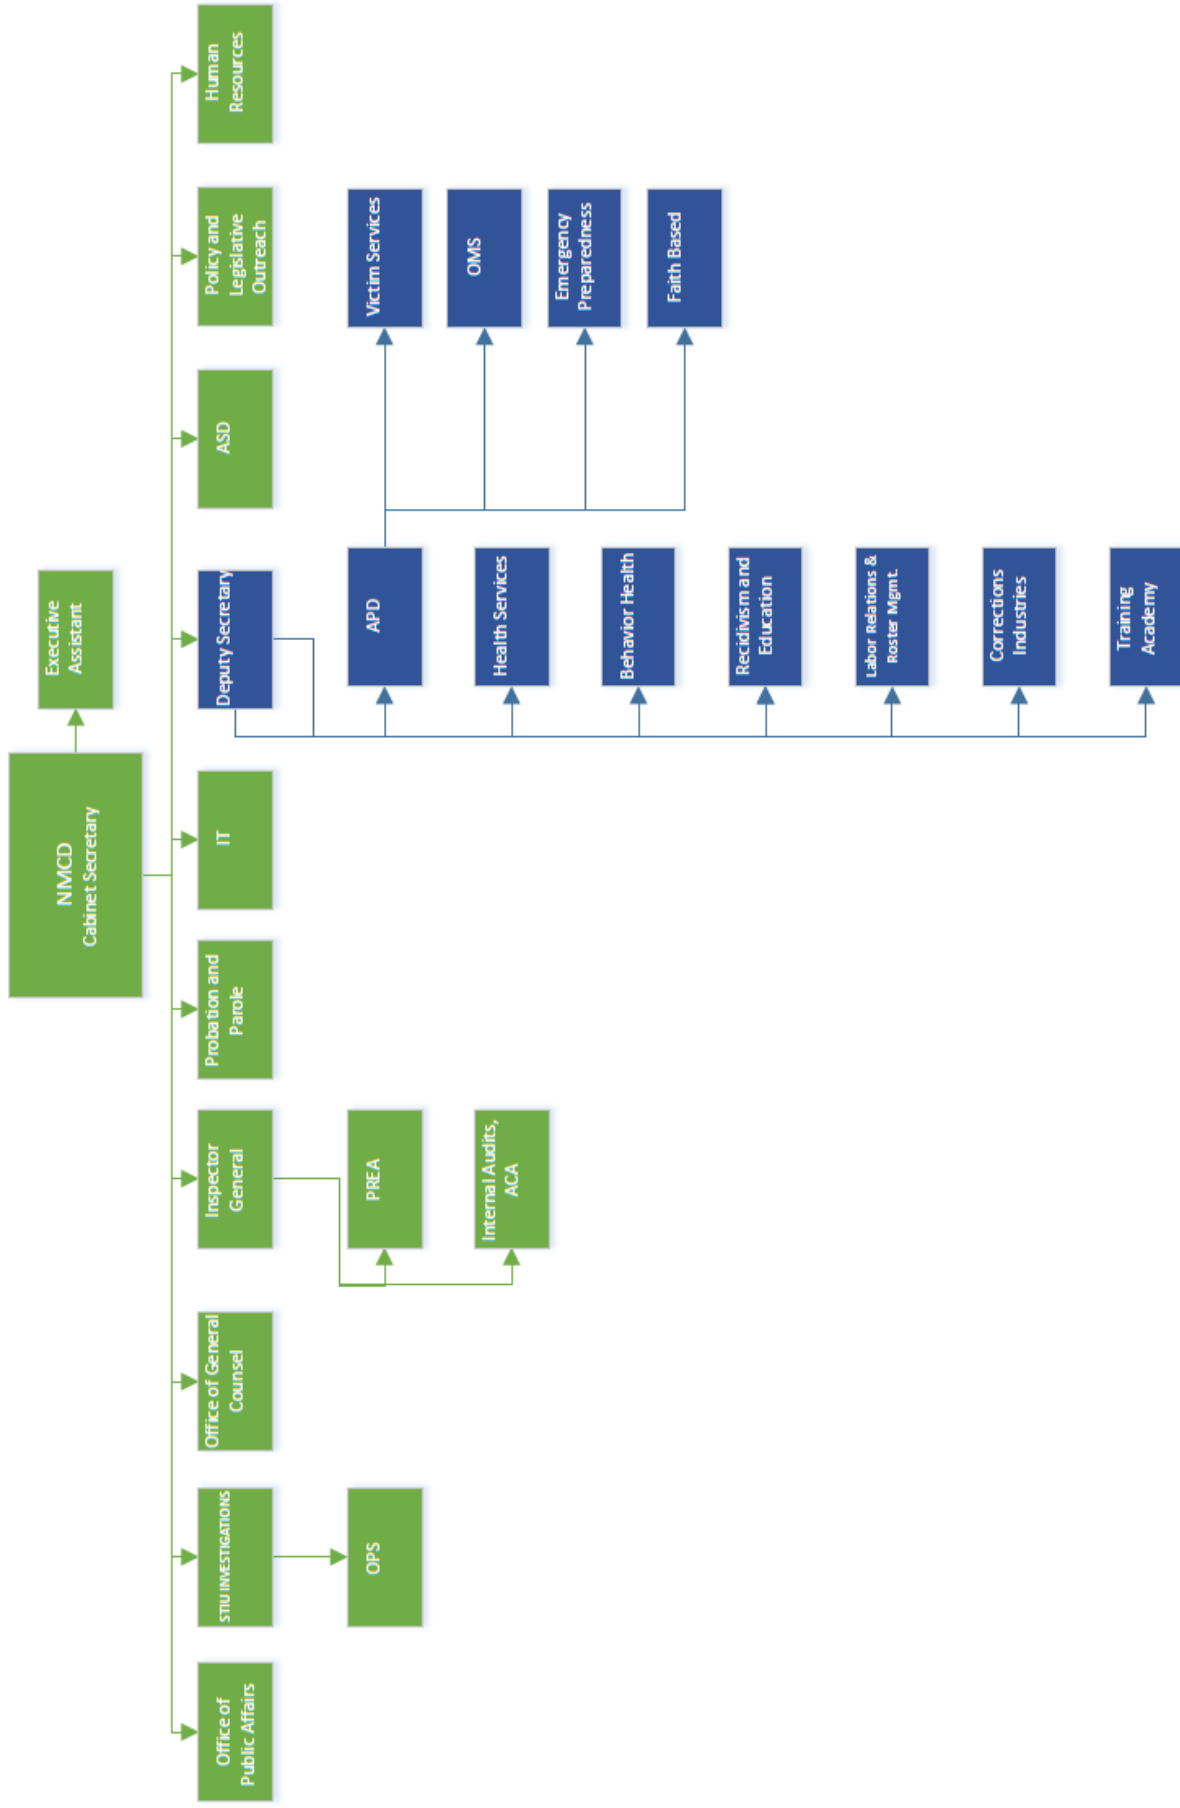 NMCD
Cabinet Secretary
Executive
Assistant
Office of
Public Affairs
STIU INVESTIGATIONS
Office of General
Counsel
Inspector
General
Probation and
Parole
IT
Deputy Secretary
ASD
Policy and
Legislative
Outreach
Human
Resources
OPS
PREA
Internal Audits,
ACA
APD
Health Services
Behavior Health
Recidivism and
Education
Labor Relations &
Roster Mgmt.
Corrections
Industries
Training
Academy
Victim Services
OMS
Emergency
Preparedness
Faith Based